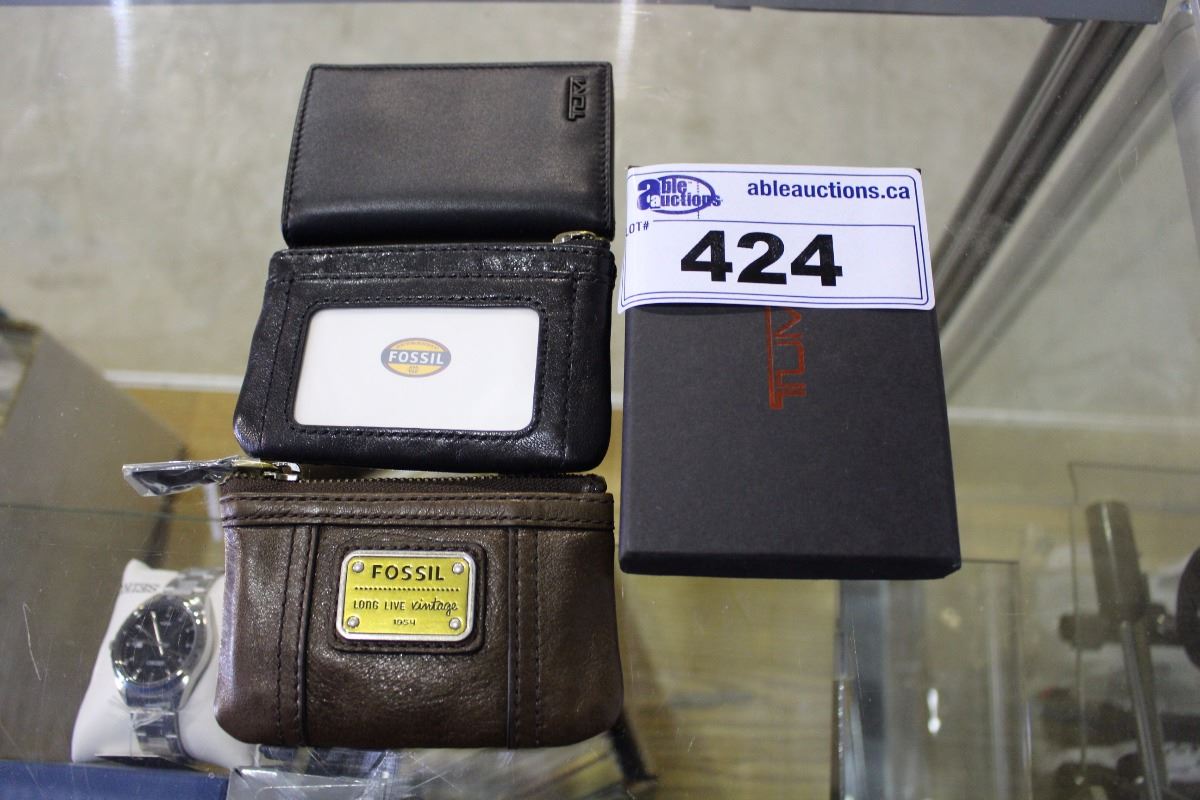 TUMI
able auctions
ableauctions.ca
LOT#
424
TUMI
FOSSIL
FOSSIL
LONG LIVE vintage
1954